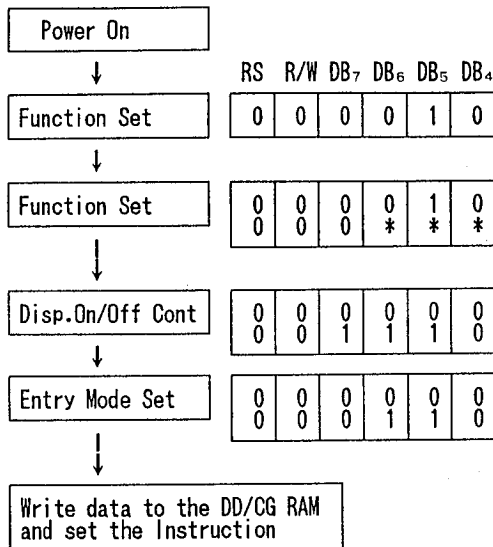 Power On
RS R/W DB₇ DB₆ DB₅ DB₄
Function Set 0 0 0 0 1 0
Function Set 0 0 0 0 1 0
0 0 0 * * *
Disp.On/Off Cont 0 0 0 0 0 0
0 0 1 1 1 0
Entry Mode Set 0 0 0 0 0 0
0 0 0 1 1 0
Write data to the DD/CG RAM
and set the Instruction